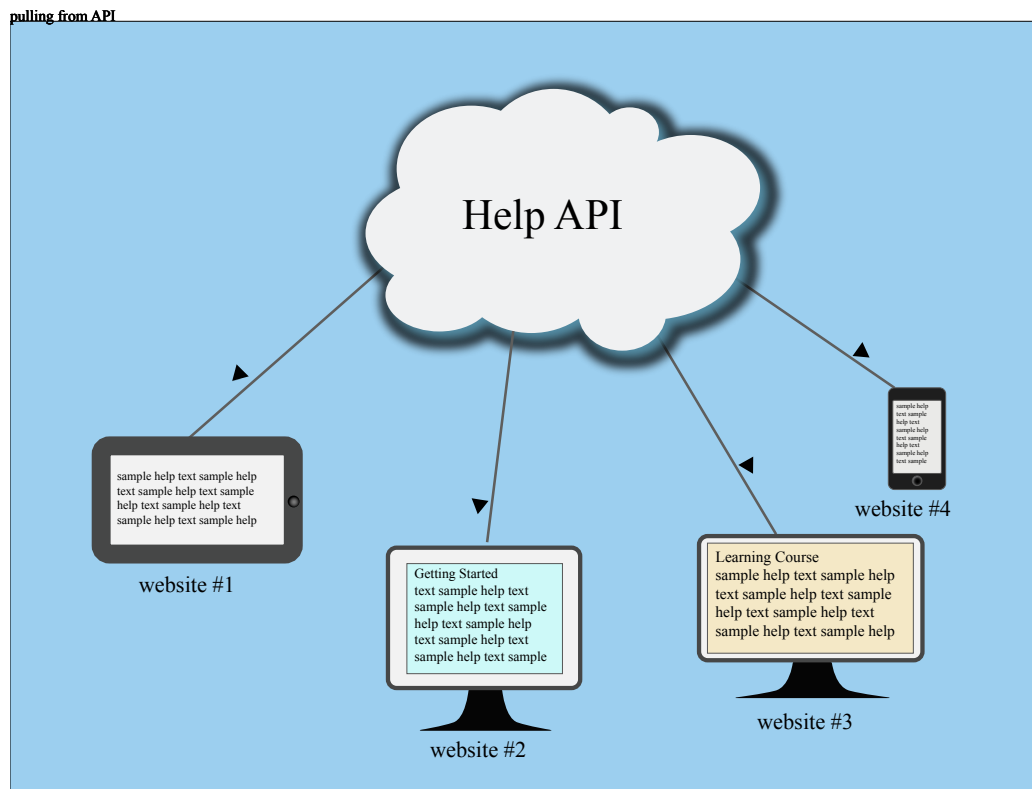 pulling from API
Help API
sample help text sample help
text sample help text sample
help text sample help text
sample help text sample help
website #1
Getting Started
text sample help text
sample help text sample
help text sample help
text sample help text
sample help text sample
website #2
Learning Course
sample help text sample help
text sample help text sample
help text sample help text
sample help text sample help
website #3
sample help
text sample
help text
sample help
text sample
help text
sample help
text sample
website #4